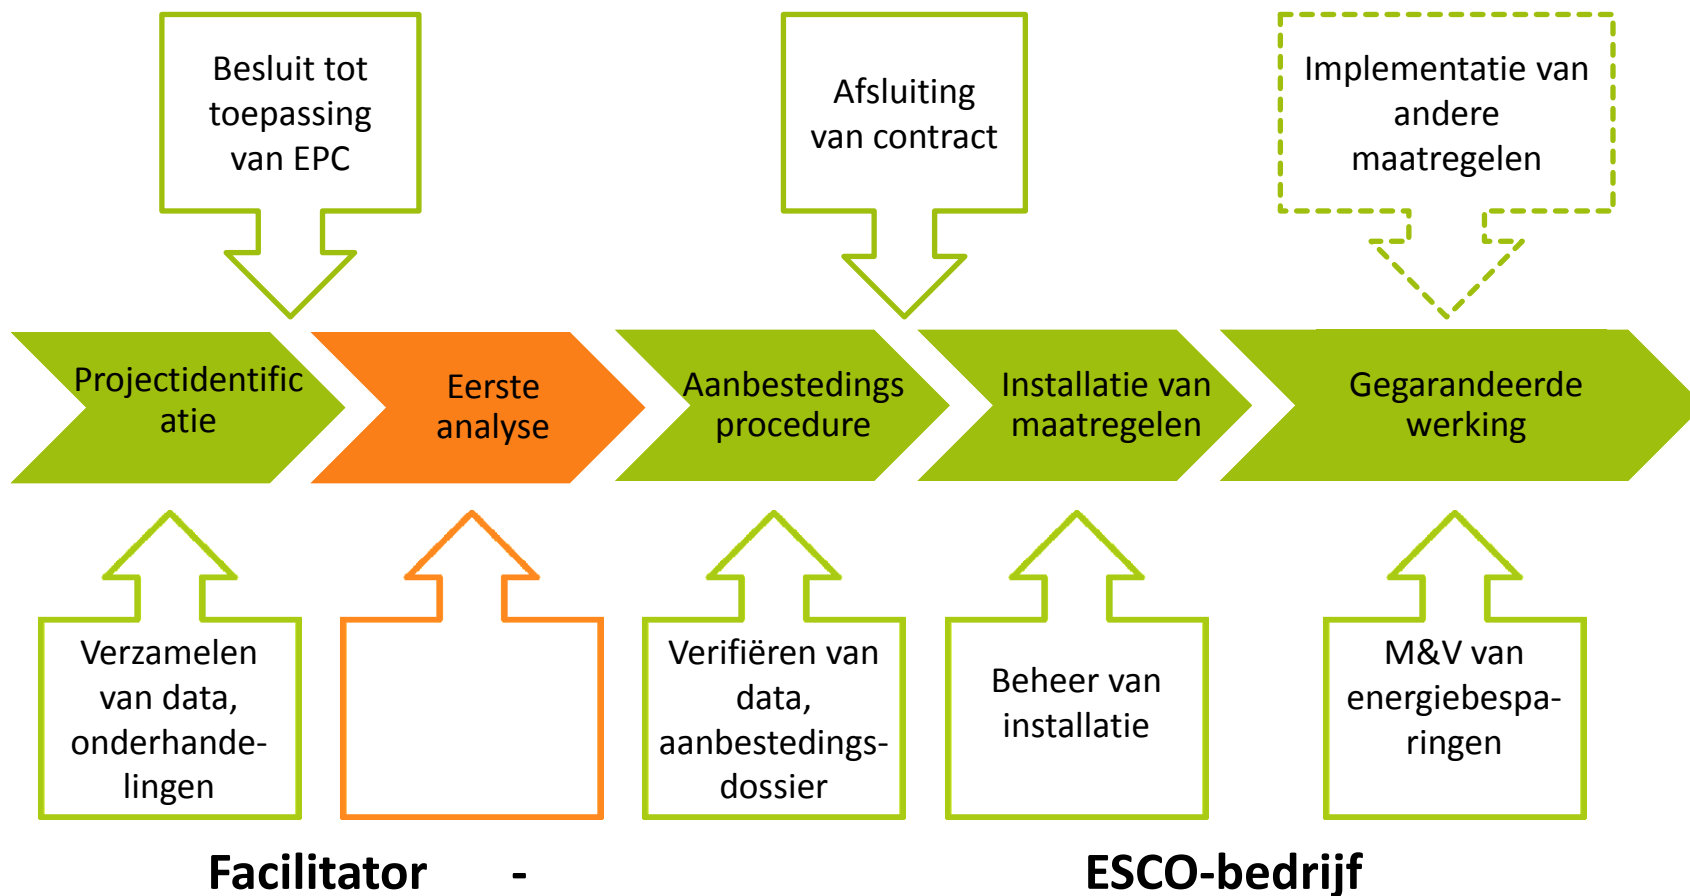 Besluit tot
toepassing
van EPC
Afsluiting
van contract
Implementatie van
andere
maatregelen
Projectidentific
atie
Eerste
analyse
Aanbestedings
procedure
Installatie van
maatregelen
Gegarandeerde
werking
Verzamelen
van data,
onderhande-
lingen
Verifiëren van
data,
aanbestedings-
dossier
Beheer van
installatie
M&V van
energiebespa-
ringen
Facilitator -
ESCO-bedrijf